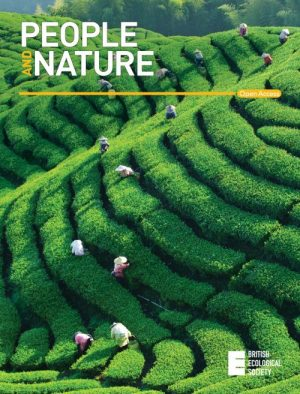 PEOPLE
AND NATURE
Open Access
BRITISH
ECOLOGICAL
SOCIETY